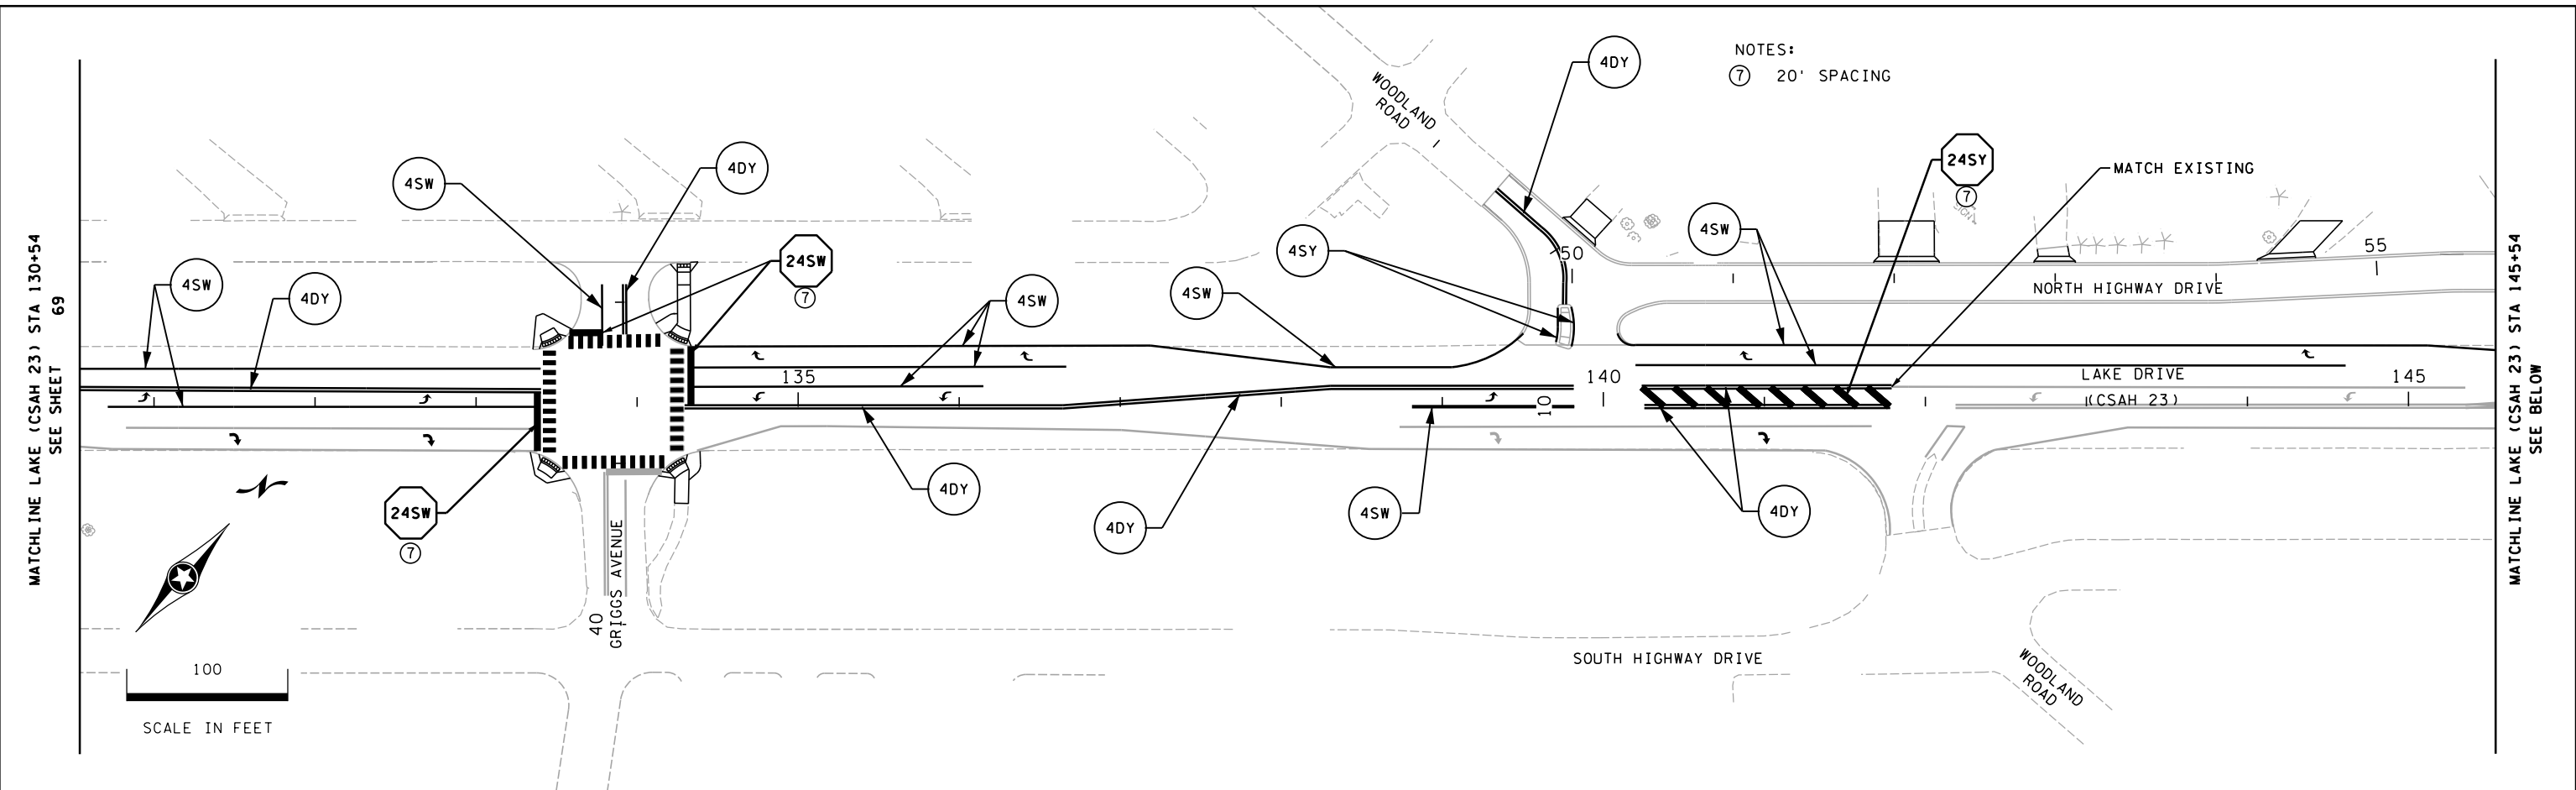 NOTES:
7 20' SPACING
MATCHLINE LAKE (CSAH 23) STA 130+54
SEE SHEET 69
4SW
4DY
4SW
4DY
24SW
7
4SW
4SW
4SY
4DY
WOODLAND
ROAD
50
4SW
24SY
7
MATCH EXISTING
SIGN
55
NORTH HIGHWAY DRIVE
135
140
145
LAKE DRIVE
(CSAH 23)
10
24SW
7
4DY
4DY
4SW
4DY
40
GRIGGS AVENUE
100
SCALE IN FEET
SOUTH HIGHWAY DRIVE
WOODLAND
ROAD
MATCHLINE LAKE (CSAH 23) STA 145+54
SEE BELOW